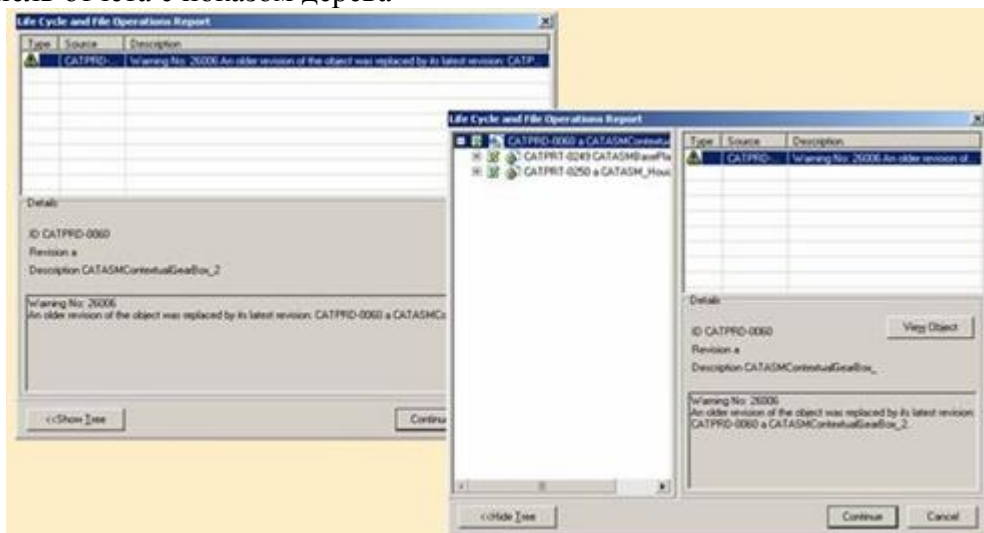 отчета с показом дерева
Life Cycle and File Operations Report
Type Source Description
CATPRD-... Warning No: 26006 An older revision of the object was replaced by its latest revision: CATP...
Details
ID CATPRD-0060
Revision a
Description CATASMContextualGearBox_2
Warning No: 26006
An older revision of the object was replaced by its latest revision: CATPRD-0060 a CATASMCo
<<Show Tree
Continu
Life Cycle and File Operations Report
CATPRD-0060 a CATASMContextua
CATPRT-0249 CATASMBasePla
CATPRT-0250 a CATASM_Hous
Type Source Description
CATPRD-... Warning No: 26006 An older revision of...
Details
View Object
ID CATPRD-0060
Revision a
Description CATASMContextualGearBox_
Warning No: 26006
An older revision of the object was replaced by its latest revision:
CATPRD-0060 a CATASMContextualGearBox_2.
<<Hide Tree
Continue Cancel